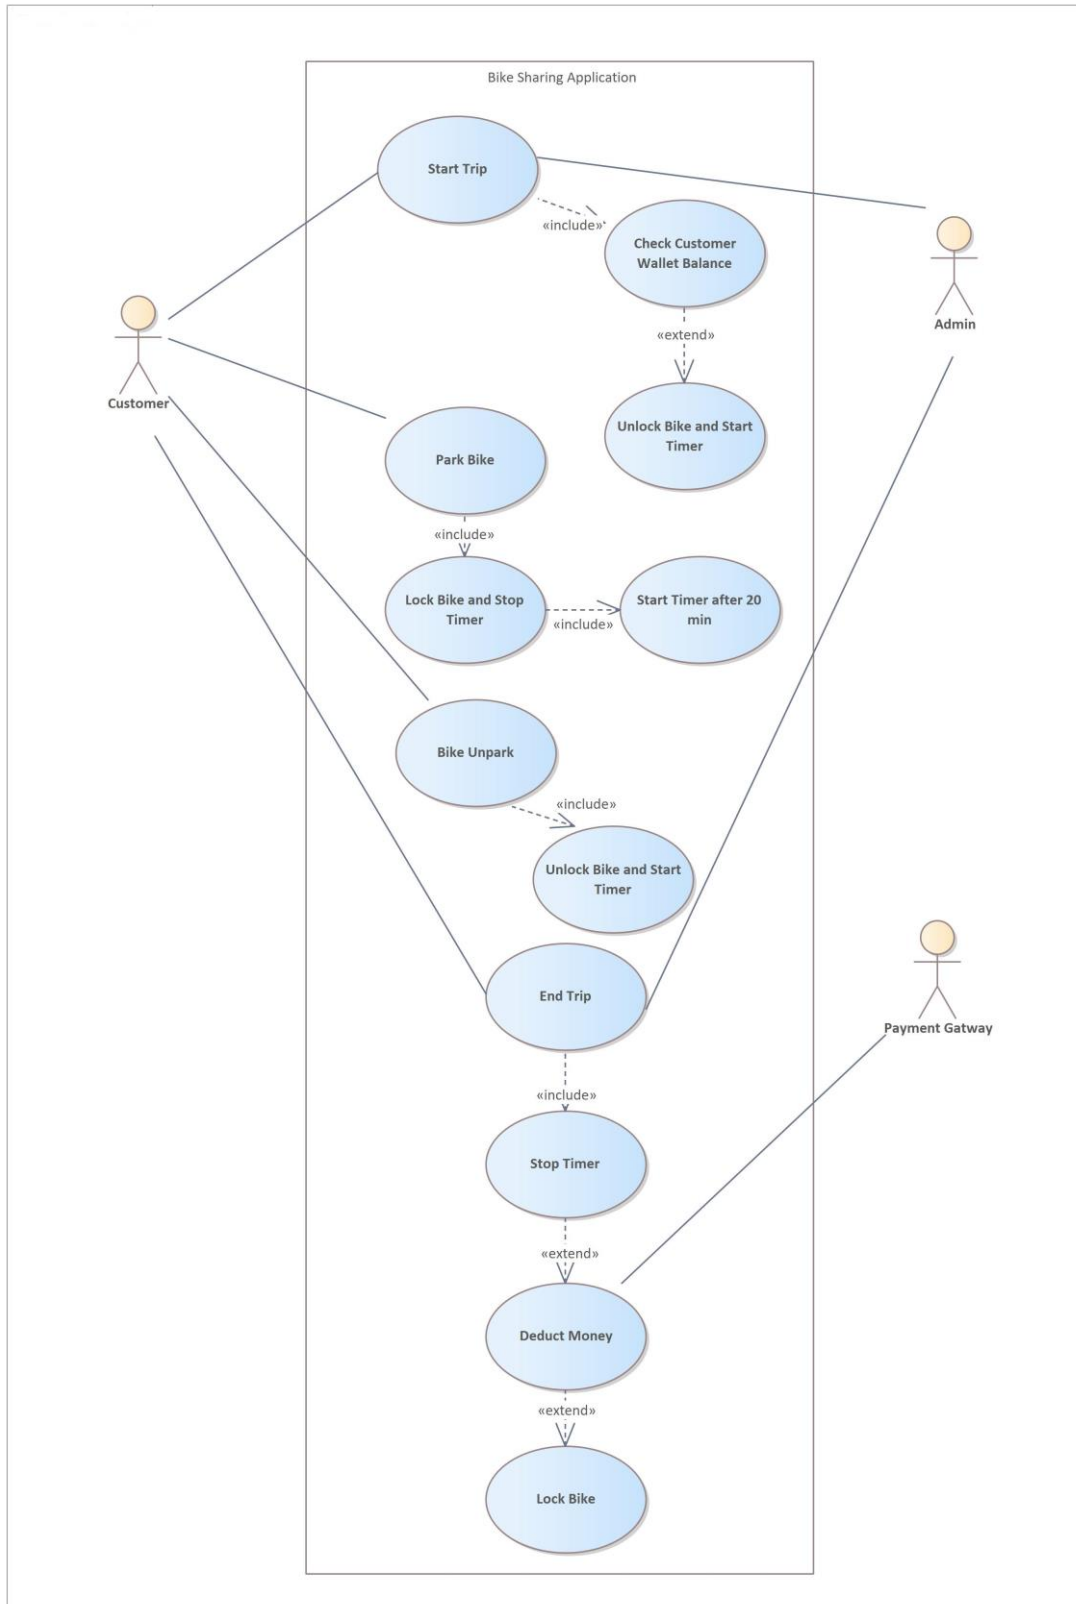 Bike Sharing Application
Start Trip
«include»
Check Customer
Wallet Balance
Admin
«extend»
Customer
Unlock Bike and Start
Timer
Park Bike
«include»
Lock Bike and Stop
Timer
«include»
Start Timer after 20
min
Bike Unpark
«include»
Unlock Bike and Start
Timer
End Trip
Payment Gatway
«include»
Stop Timer
«extend»
Deduct Money
«extend»
Lock Bike